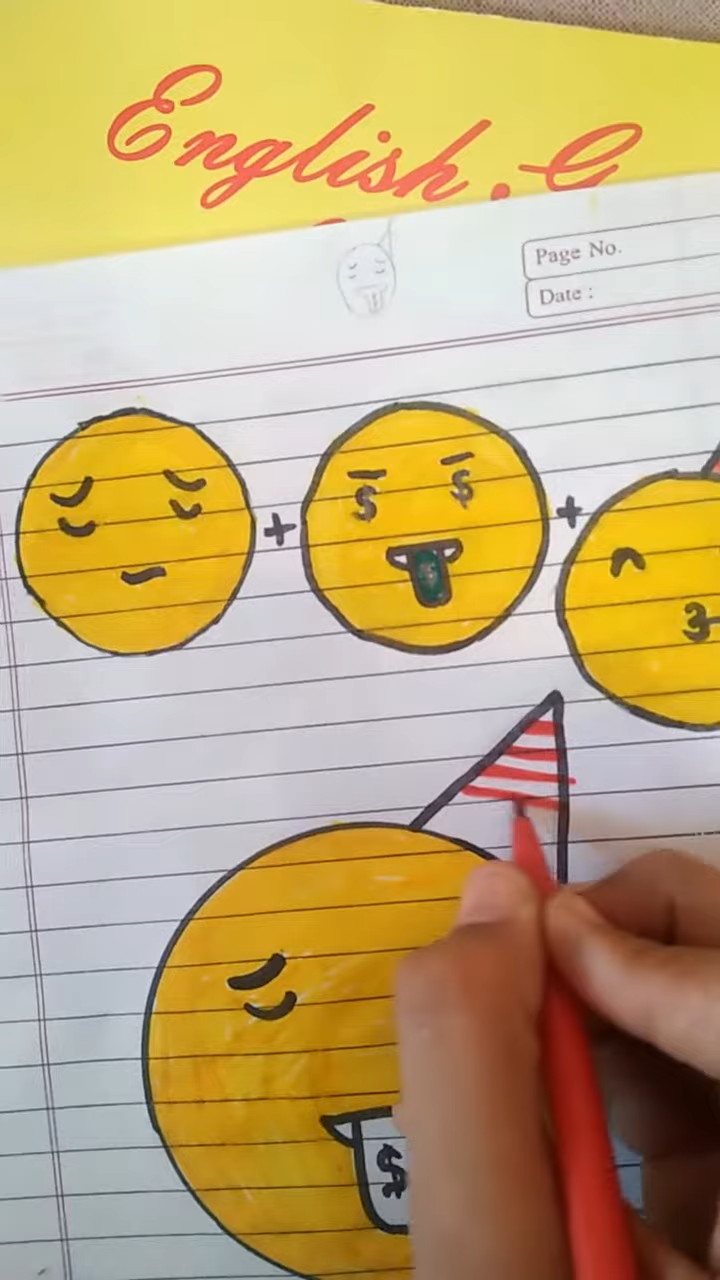 English . G
Page No.
Date :
+ $ $ $ +
$